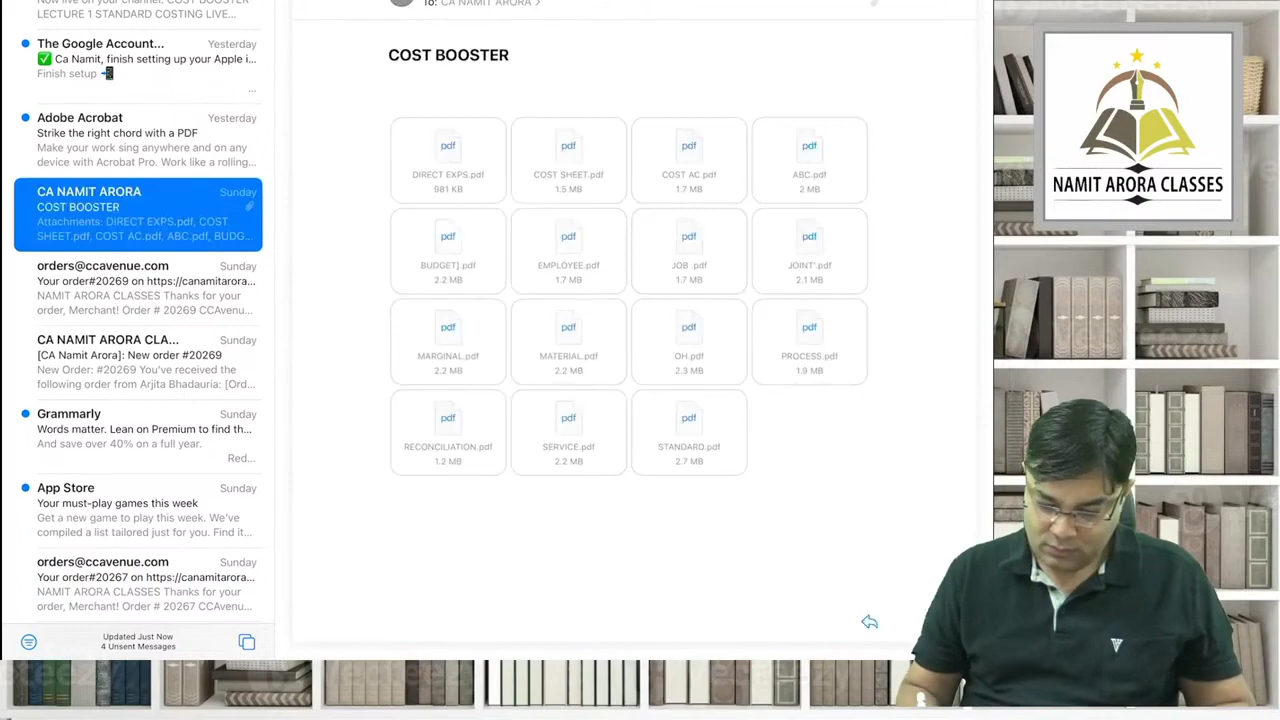 LECTURE 1 STANDARD COSTING LIVE...
The Google Account... Yesterday
✅ Ca Namit, finish setting up your Apple i...
Finish setup 📲
...
Adobe Acrobat Yesterday
Strike the right chord with a PDF
Make your work sing anywhere and on any
device with Acrobat Pro. Work like a rolling...
CA NAMIT ARORA Sunday
COST BOOSTER
Attachments: DIRECT EXPS.pdf, COST
SHEET.pdf, COST AC.pdf, ABC.pdf, BUDG...
orders@ccavenue.com Sunday
Your order#20269 on https://canamitarora...
NAMIT ARORA CLASSES Thanks for your
order, Merchant! Order # 20269 CCAvenu...
CA NAMIT ARORA CLA... Sunday
[CA Namit Arora]: New order #20269
New Order: #20269 You've received the
following order from Arjita Bhadauria: [Ord...
Grammarly Sunday
Words matter. Lean on Premium to find th...
And save over 40% on a full year.
Red...
App Store Sunday
Your must-play games this week
Get a new game to play this week. We've
compiled a list tailored just for you. Find it...
orders@ccavenue.com Sunday
Your order#20267 on https://canamitarora...
NAMIT ARORA CLASSES Thanks for your
order, Merchant! Order # 20267 CCAvenu...
Updated Just Now
4 Unsent Messages
To: CA NAMIT ARORA >
COST BOOSTER
pdf pdf pdf pdf
DIRECT EXPS.pdf COST SHEET.pdf COST AC.pdf ABC.pdf
981 KB 1.5 MB 1.7 MB 2 MB
pdf pdf pdf pdf
BUDGET].pdf EMPLOYEE.pdf JOB .pdf JOINT'.pdf
2.2 MB 1.7 MB 1.7 MB 2.1 MB
pdf pdf pdf pdf
MARGINAL.pdf MATERIAL.pdf OH.pdf PROCESS.pdf
2.2 MB 2.2 MB 2.3 MB 1.9 MB
pdf pdf pdf
RECONCILIATION.pdf SERVICE.pdf STANDARD.pdf
1.2 MB 2.2 MB 2.7 MB
NAMIT ARORA CLASSES